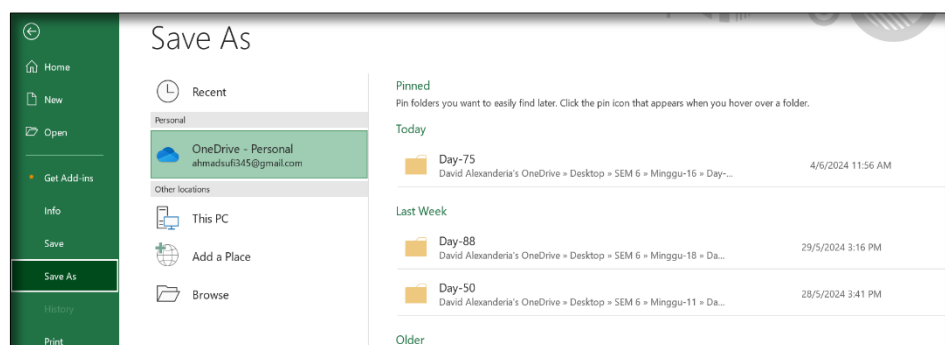 Save As
Home
New
Open
Get Add-ins
Info
Save
Save As
History
Print
Recent
Personal
OneDrive - Personal
ahmadsufi345@gmail.com
Other locations
This PC
Add a Place
Browse
Pinned
Pin folders you want to easily find later. Click the pin icon that appears when you hover over a folder.
Today
Day-75
David Alexanderia's OneDrive » Desktop » SEM 6 » Minggu-16 » Day-...
4/6/2024 11:56 AM
Last Week
Day-88
David Alexanderia's OneDrive » Desktop » SEM 6 » Minggu-18 » Da...
29/5/2024 3:16 PM
Day-50
David Alexanderia's OneDrive » Desktop » SEM 6 » Minggu-11 » Da...
28/5/2024 3:41 PM
Older